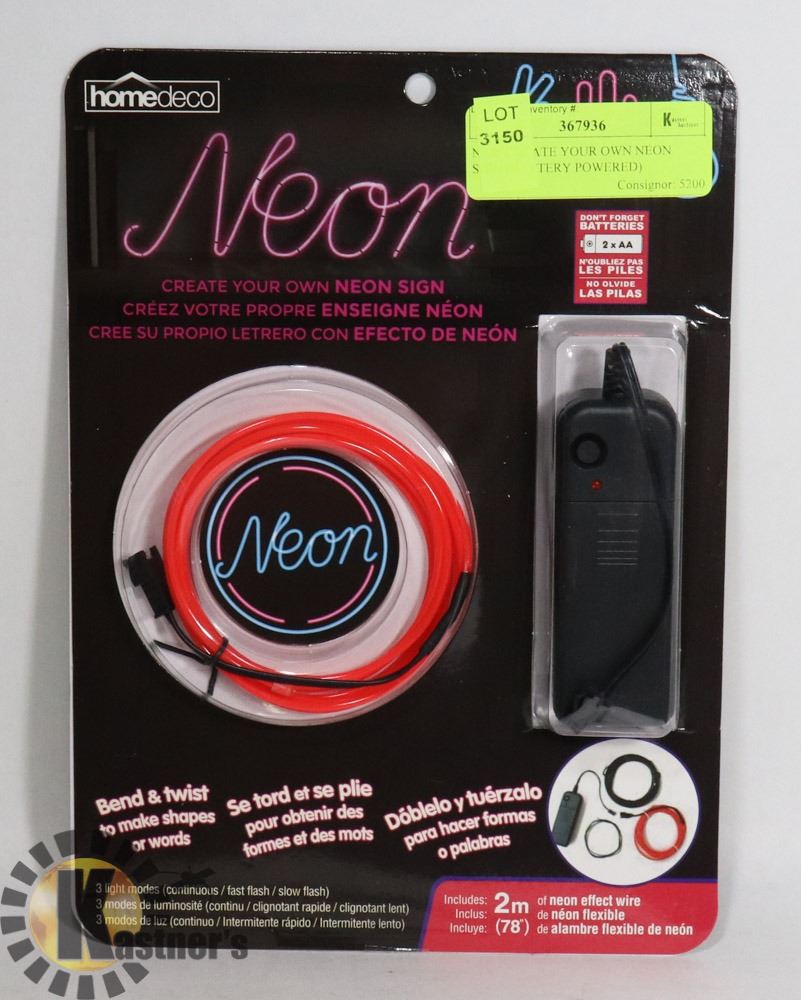 homedeco
LOT
3150
nventory #
367936
ATE YOUR OWN NEON
TERY POWERED)
Consignor: 5200
Neon
DON'T FORGET
BATTERIES
2 x AA
N'OUBLIEZ PAS
LES PILES
NO OLVIDE
LAS PILAS
CREATE YOUR OWN NEON SIGN
CRÉEZ VOTRE PROPRE ENSEIGNE NÉON
CREE SU PROPIO LETRERO CON EFECTO DE NEÓN
Neon
Bend & twist
to make shapes
or words
Se tord et se plie
pour obtenir des
formes et des mots
Dóblelo y tuérzalo
para hacer formas
o palabras
3 light modes (continuous / fast flash / slow flash)
3 modes de luminosité (continu / clignotant rapide / clignotant lent)
3 modos de luz (continuo / Intermitente rápido / Intermitente lento)
Includes: 2m of neon effect wire
Inclus: de néon flexible
Incluye: (78") de alambre flexible de neón
Kastner's